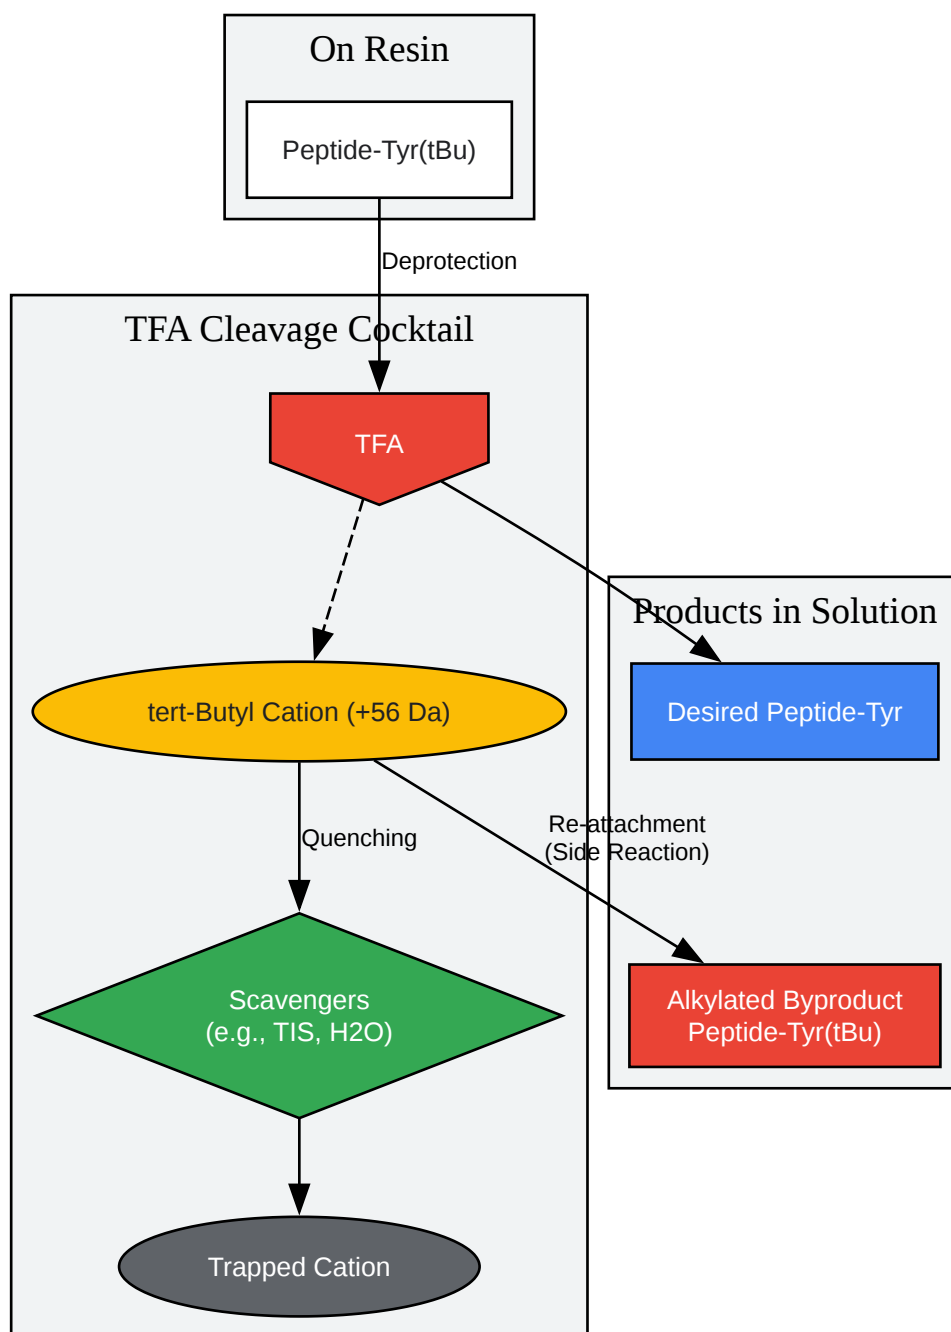 On Resin
Peptide-Tyr(tBu)
Deprotection
TFA Cleavage Cocktail
TFA
Products in Solution
tert-Butyl Cation (+56 Da)
Desired Peptide-Tyr
Quenching
Re-attachment
(Side Reaction)
Scavengers
(e.g., TIS, H2O)
Alkylated Byproduct
Peptide-Tyr(tBu)
Trapped Cation